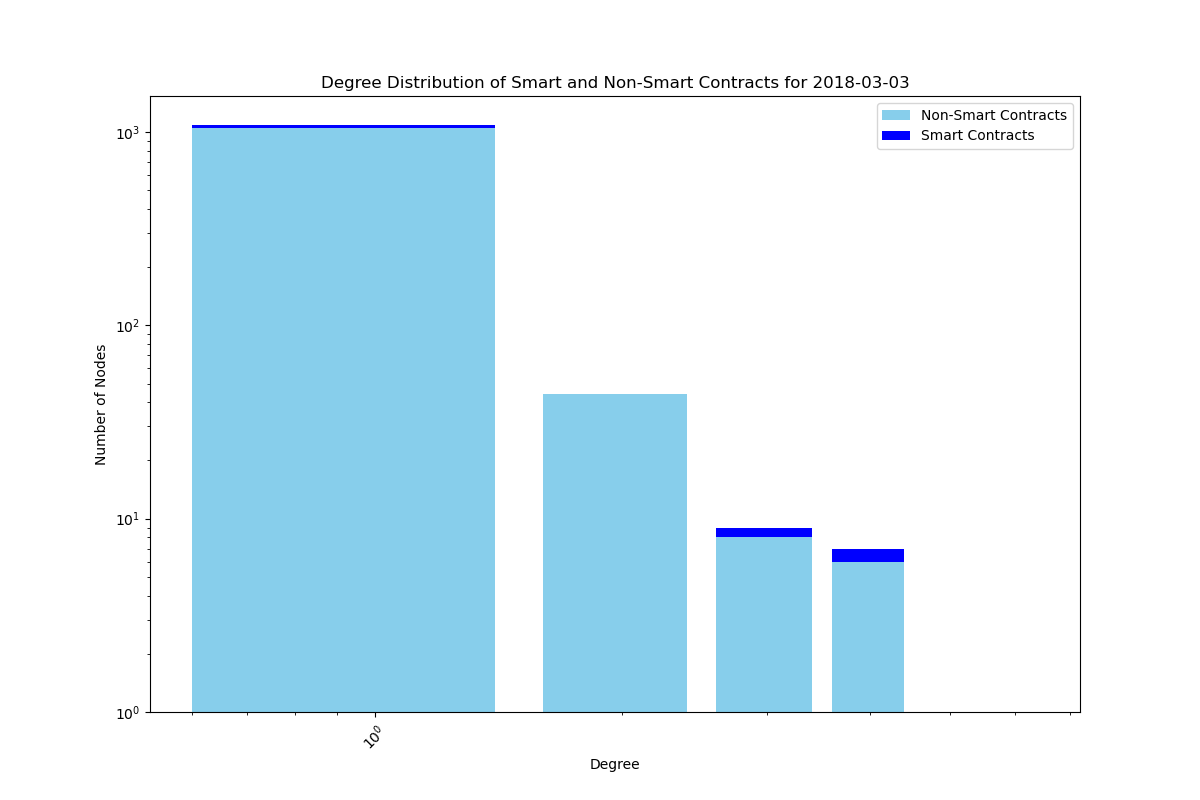 Degree Distribution of Smart and Non-Smart Contracts for 2018-03-03
Non-Smart Contracts
Smart Contracts
Number of Nodes
10³
10²
10¹
10⁰
10⁰
Degree